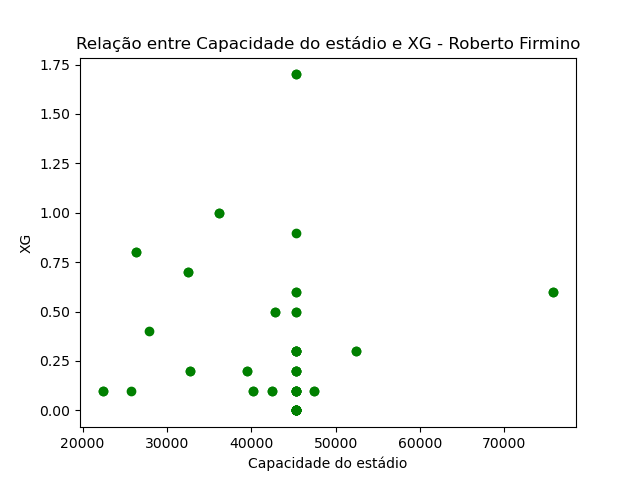 Relação entre Capacidade do estádio e XG - Roberto Firmino
1.75
1.50
1.25
1.00
0.75
0.50
0.25
0.00
XG
20000 30000 40000 50000 60000 70000
Capacidade do estádio